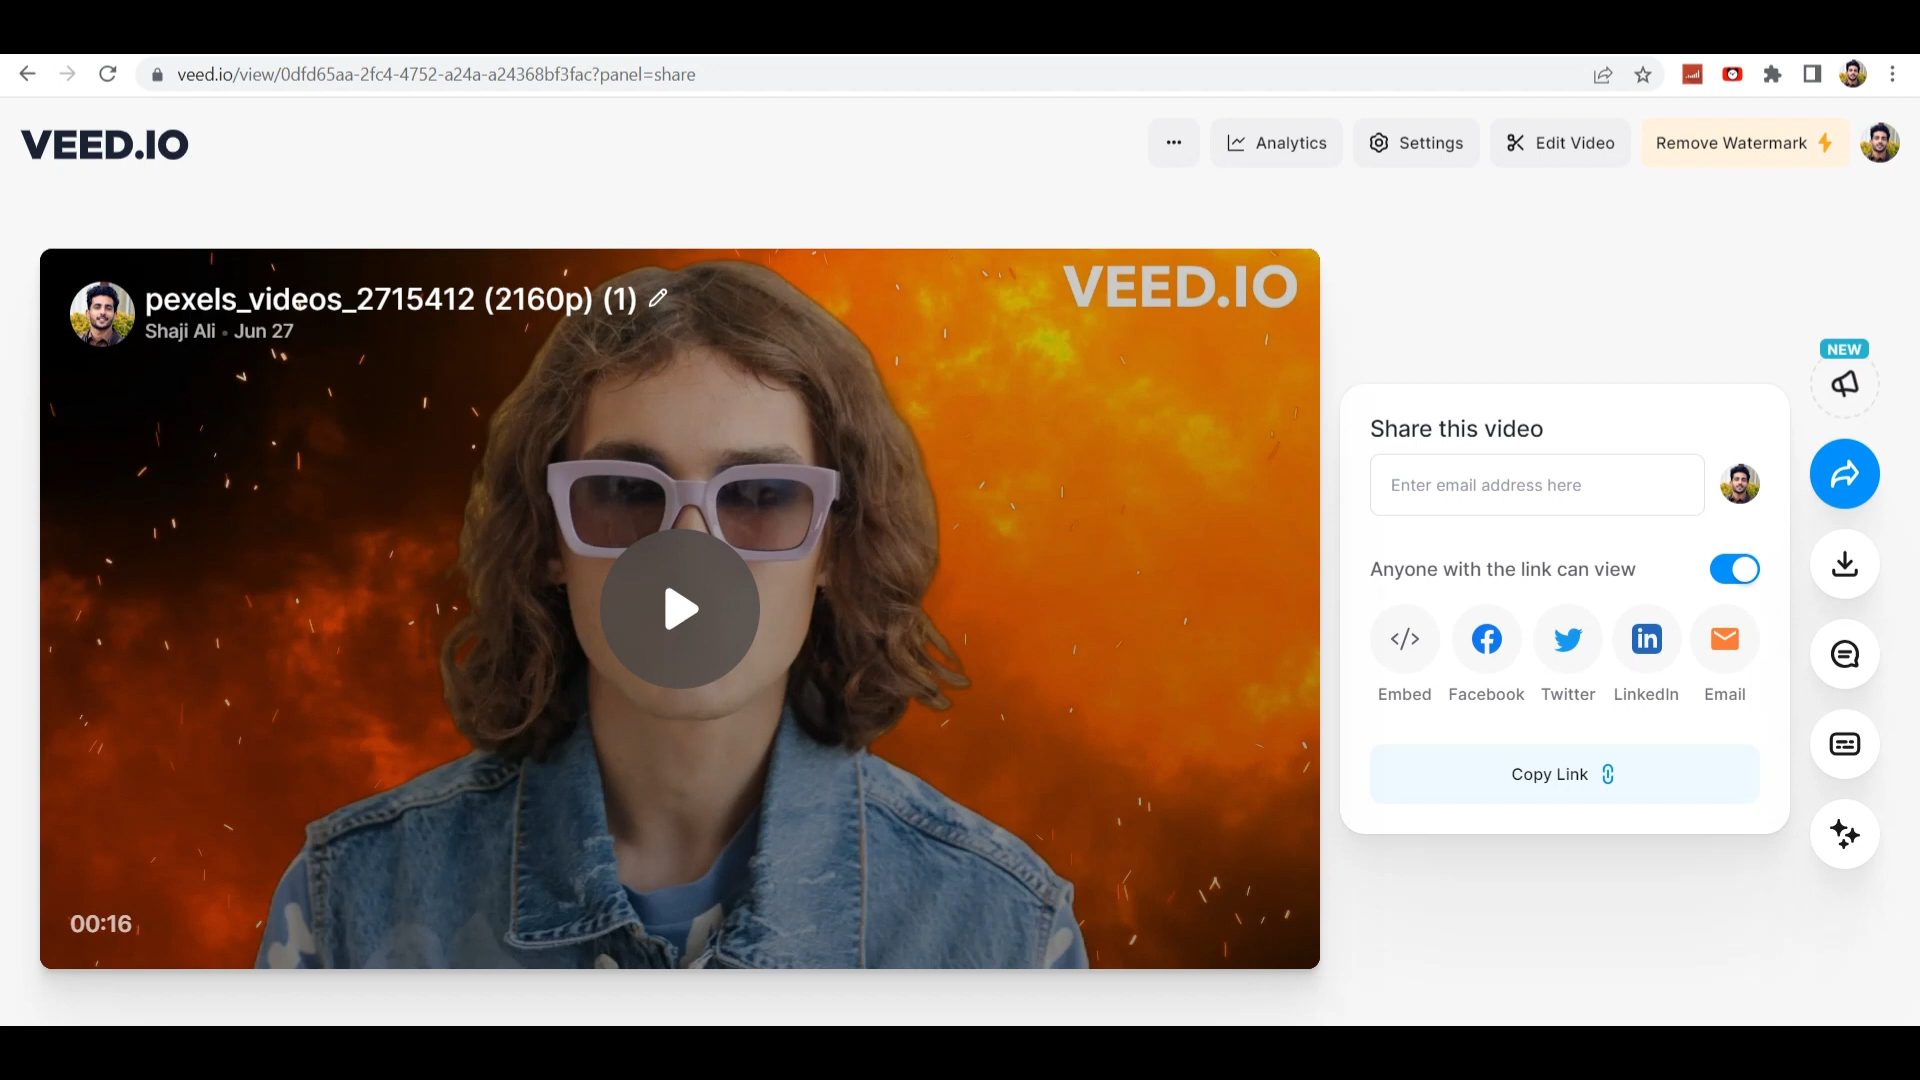 veed.io/view/0dfd65aa-2fc4-4752-a24a-a24368bf3fac?panel=share
VEED.IO
Analytics
Settings
Edit Video
Remove Watermark
pexels_videos_2715412 (2160p) (1)
Shaji Ali • Jun 27
VEED.IO
00:16
NEW
Share this video
Enter email address here
Anyone with the link can view
Embed
Facebook
Twitter
LinkedIn
Email
Copy Link